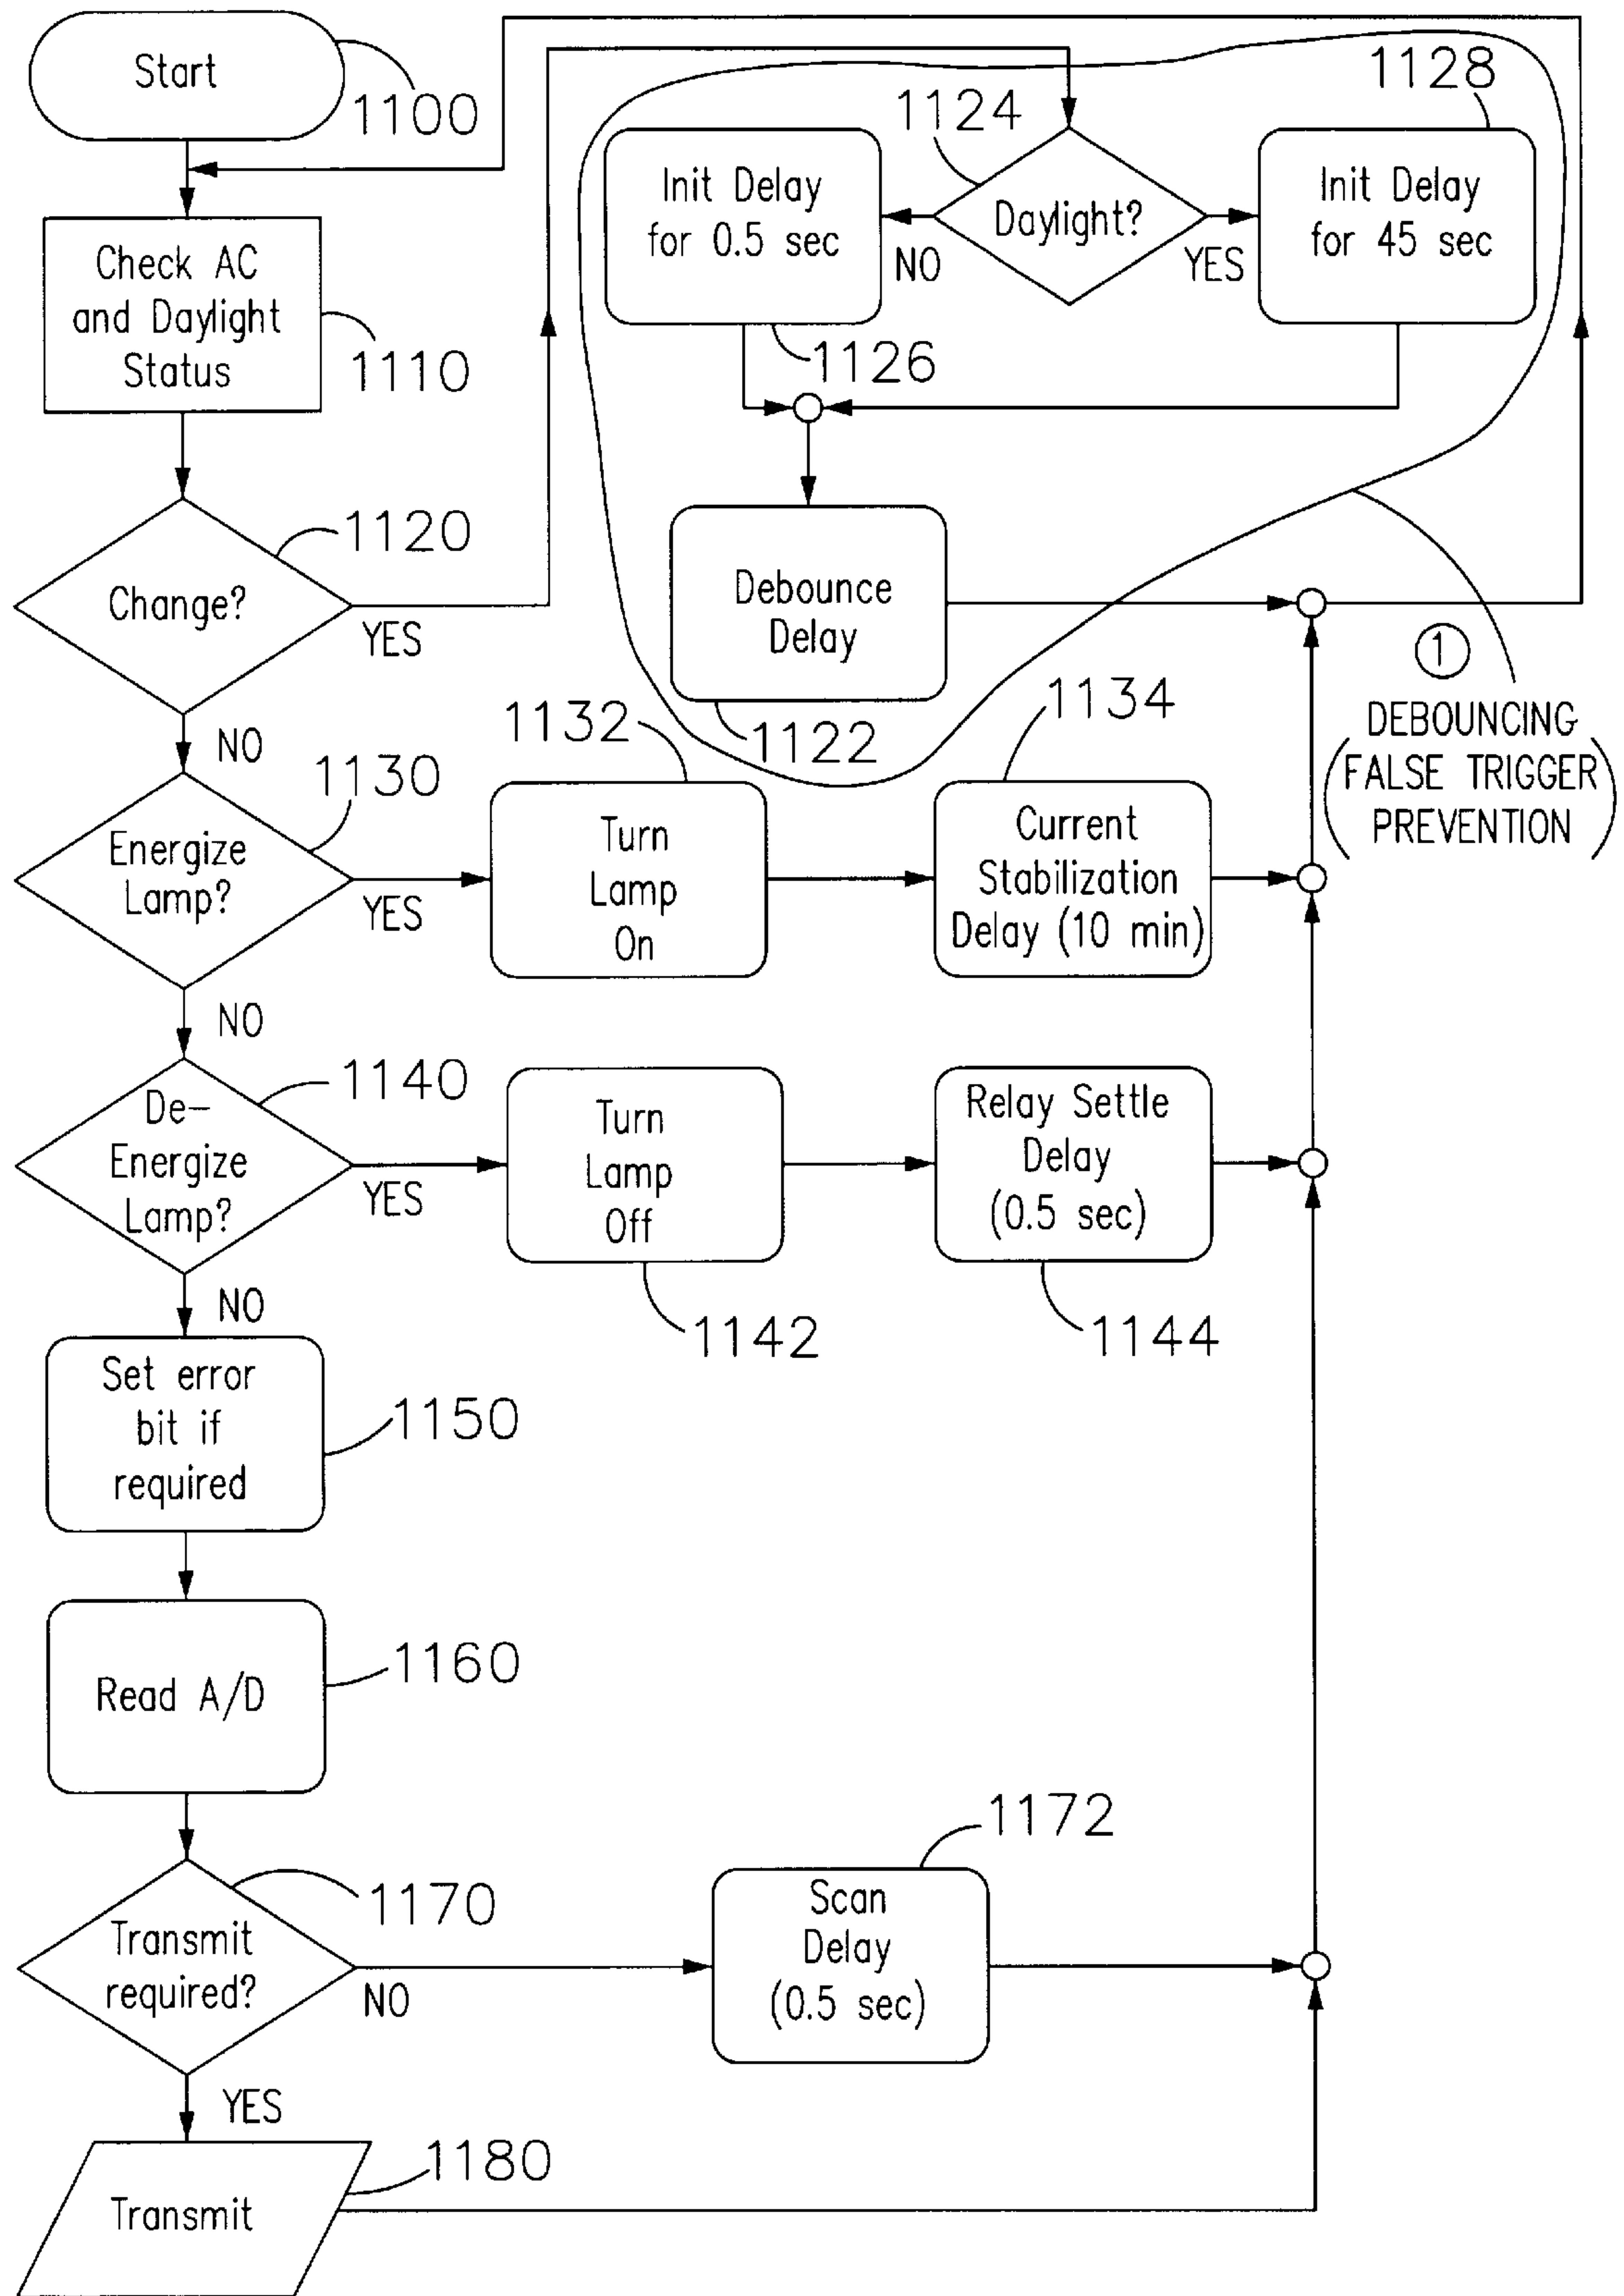 Start
1100
Check AC
and Daylight
Status
1110
Change?
1120
YES
NO
1124
Daylight?
NO
YES
Init Delay
for 0.5 sec
1126
1128
Init Delay
for 45 sec
Debounce
Delay
1122
1
DEBOUNCING
(FALSE TRIGGER
PREVENTION)
Energize
Lamp?
1130
YES
NO
1132
Turn
Lamp
On
1134
Current
Stabilization
Delay (10 min)
De-
Energize
Lamp?
1140
YES
NO
Turn
Lamp
Off
1142
Relay Settle
Delay
(0.5 sec)
1144
Set error
bit if
required
1150
Read A/D
1160
Transmit
required?
1170
NO
YES
1172
Scan
Delay
(0.5 sec)
Transmit
1180